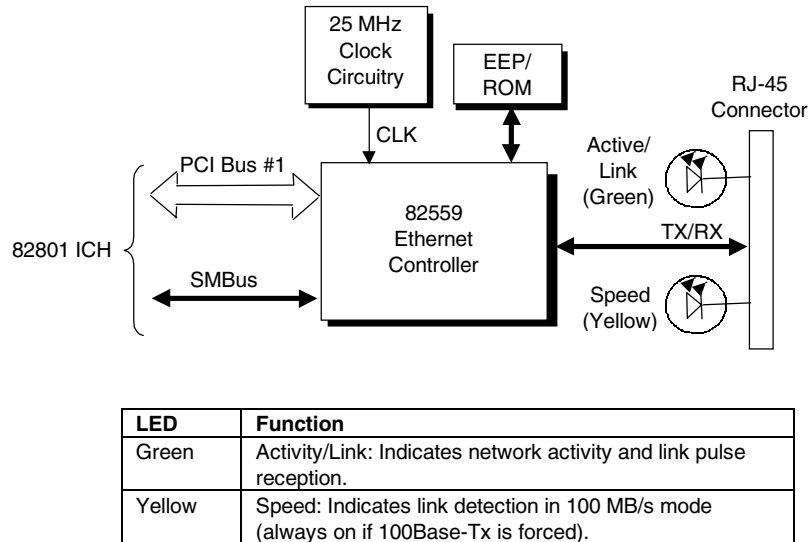 25 MHz
Clock
Circuitry
EEP/
ROM
RJ-45
Connector
CLK
Active/
Link
(Green)
PCI Bus #1
82559
Ethernet
Controller
TX/RX
82801 ICH
SMBus
Speed
(Yellow)
LED Function
Green Activity/Link: Indicates network activity and link pulse
reception.
Yellow Speed: Indicates link detection in 100 MB/s mode
(always on if 100Base-Tx is forced).